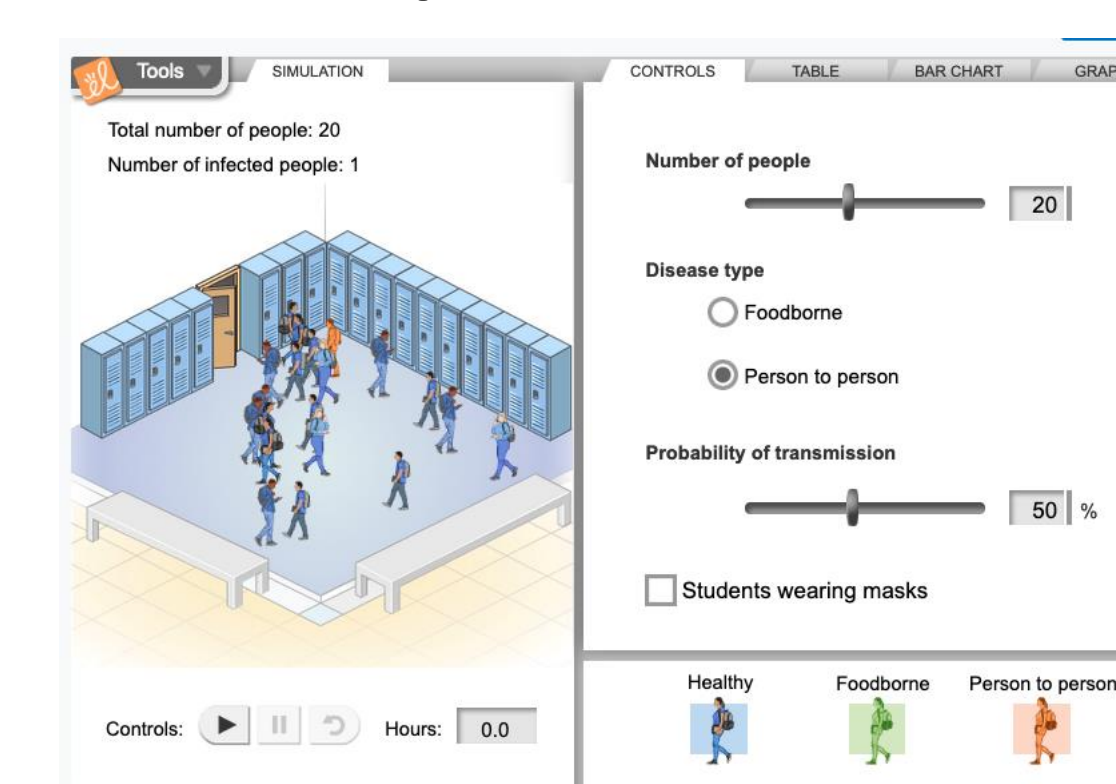 Tools
SIMULATION
CONTROLS
TABLE
BAR CHART
GRAP
Total number of people: 20
Number of infected people: 1
Number of people
20
Disease type
Foodborne
Person to person
Probability of transmission
50 %
Students wearing masks
Controls:
Hours: 0.0
Healthy
Foodborne
Person to person